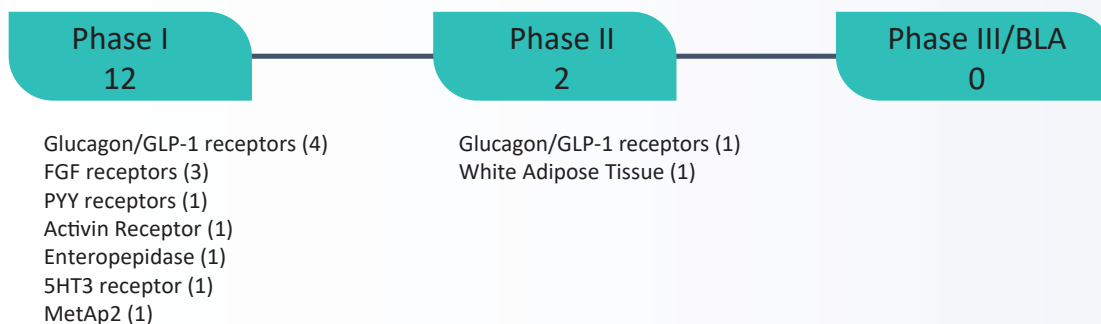 Phase I
12
Phase II
2
Phase III/BLA
0
Glucagon/GLP-1 receptors (4)
FGF receptors (3)
PYY receptors (1)
Activin Receptor (1)
Enteropepidase (1)
5HT3 receptor (1)
MetAp2 (1)
Glucagon/GLP-1 receptors (1)
White Adipose Tissue (1)